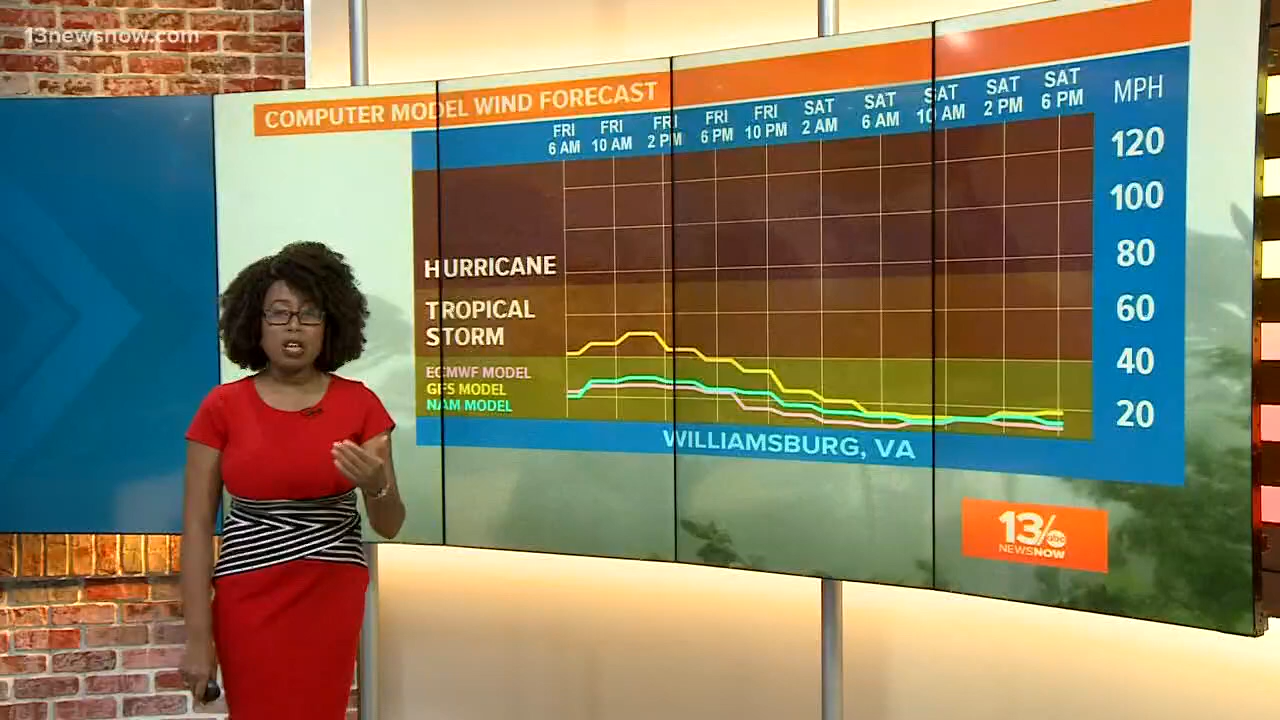 13newsnow.com
COMPUTER MODEL WIND FORECAST
FRI 6 AM
FRI 10 AM
FRI 2 PM
FRI 6 PM
FRI 10 PM
SAT 2 AM
SAT 6 AM
SAT 10 AM
SAT 2 PM
SAT 6 PM
MPH
120
100
80
60
40
20
HURRICANE
TROPICAL
STORM
ECMWF MODEL
GFS MODEL
NAM MODEL
WILLIAMSBURG, VA
13/abc
NEWSNOW